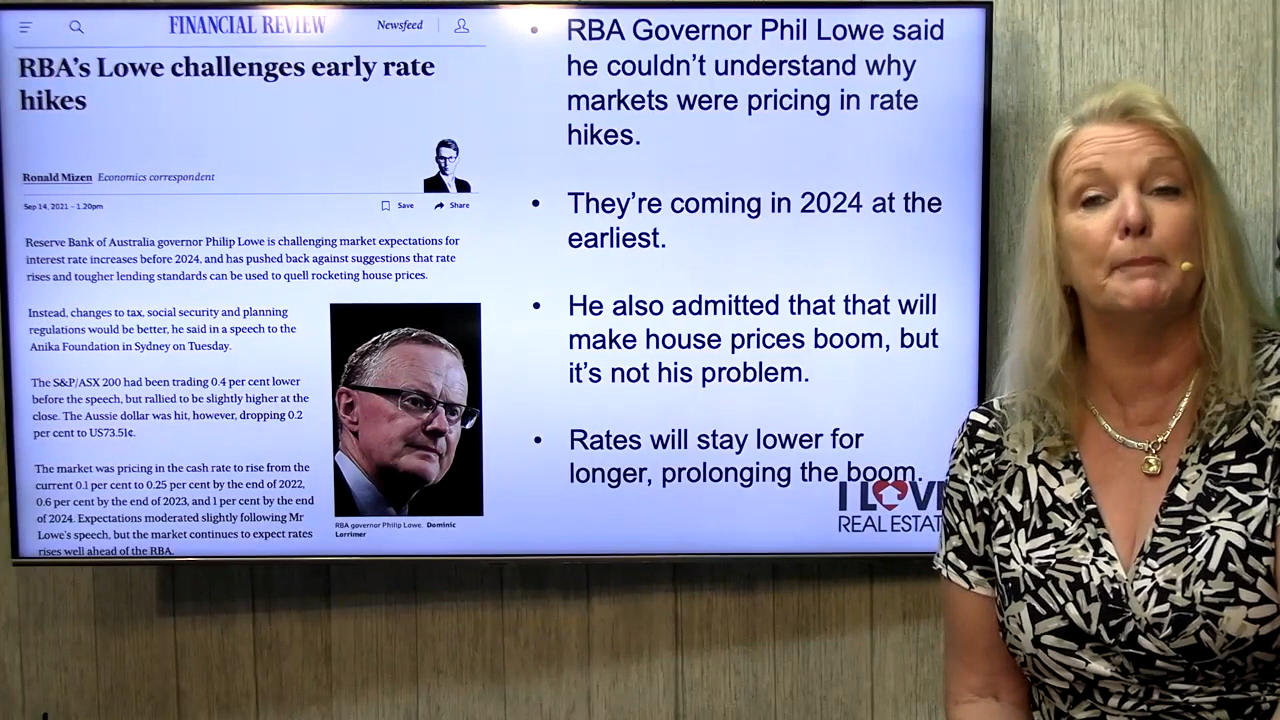 FINANCIAL REVIEW
Newsfeed
RBA's Lowe challenges early rate
hikes
Ronald Mizen Economics correspondent
Sep 14, 2021 – 1.20pm
Save
Share
Reserve Bank of Australia governor Philip Lowe is challenging market expectations for
interest rate increases before 2024, and has pushed back against suggestions that rate
rises and tougher lending standards can be used to quell rocketing house prices.
Instead, changes to tax, social security and planning
regulations would be better, he said in a speech to the
Anika Foundation in Sydney on Tuesday.
The S&P/ASX 200 had been trading 0.4 per cent lower
before the speech, but rallied to be slightly higher at the
close. The Aussie dollar was hit, however, dropping 0.2
per cent to US73.51¢.
The market was pricing in the cash rate to rise from the
current 0.1 per cent to 0.25 per cent by the end of 2022,
0.6 per cent by the end of 2023, and 1 per cent by the end
of 2024. Expectations moderated slightly following Mr
Lowe's speech, but the market continues to expect rates
rises well ahead of the RBA.
RBA governor Philip Lowe. Dominic
Lorrimer
• RBA Governor Phil Lowe said
he couldn't understand why
markets were pricing in rate
hikes.
• They're coming in 2024 at the
earliest.
• He also admitted that that will
make house prices boom, but
it's not his problem.
• Rates will stay lower for
longer, prolonging the boom.
I LOV
REAL ESTAT